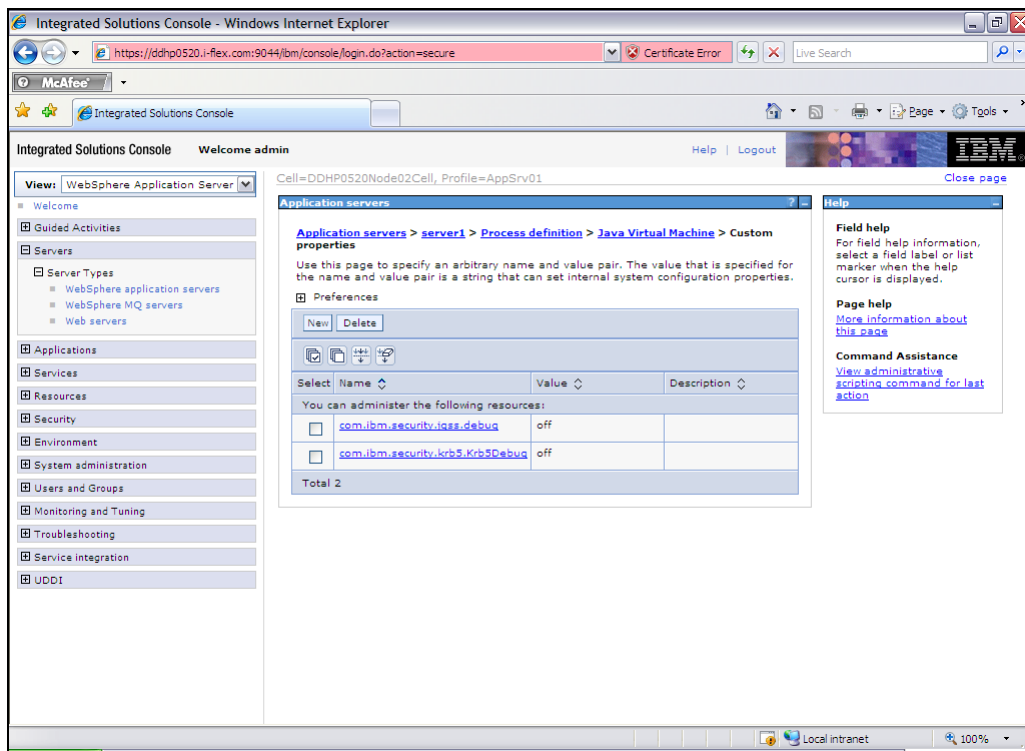 Integrated Solutions Console - Windows Internet Explorer
https://ddhp0520.i-flex.com:9044/ibm/console/login.do?action=secure
Certificate Error
Live Search
McAfee
Integrated Solutions Console
Page
Tools
Integrated Solutions Console Welcome admin
Help | Logout
IBM
View: WebSphere Application Server
Cell=DDHP0520Node02Cell, Profile=AppSrv01
Close page
Welcome
Guided Activities
Servers
Server Types
WebSphere application servers
WebSphere MQ servers
Web servers
Applications
Services
Resources
Security
Environment
System administration
Users and Groups
Monitoring and Tuning
Troubleshooting
Service integration
UDDI
Application servers ? -
Application servers > server1 > Process definition > Java Virtual Machine > Custom
properties
Use this page to specify an arbitrary name and value pair. The value that is specified for
the name and value pair is a string that can set internal system configuration properties.
Preferences
New Delete
Select Name Value Description
You can administer the following resources:
com.ibm.security.jgss.debug off
com.ibm.security.krb5.Krb5Debug off
Total 2
Help
Field help
For field help information,
select a field label or list
marker when the help
cursor is displayed.
Page help
More information about
this page
Command Assistance
View administrative
scripting command for last
action
Local intranet
100%